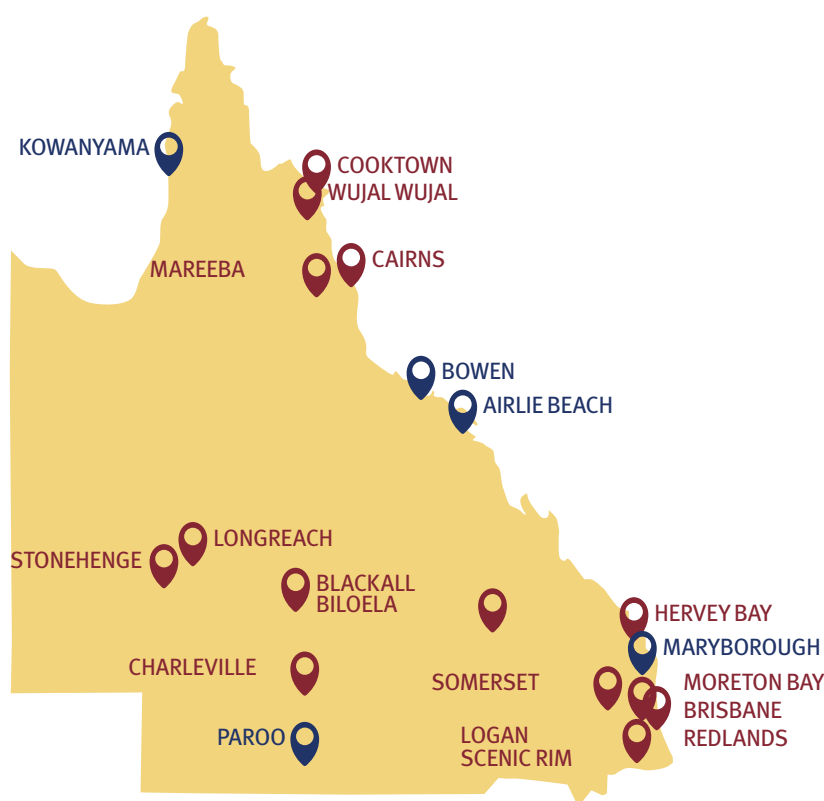 KOWANYAMA
COOKTOWN
WUJAL WUJAL
MAREEBA
CAIRNS
BOWEN
AIRLIE BEACH
LONGREACH
STONEHENGE
BLACKALL
BILOELA
HERVEY BAY
MARYBOROUGH
CHARLEVILLE
SOMERSET
MORETON BAY
BRISBANE
REDLANDS
PAROO
LOGAN
SCENIC RIM